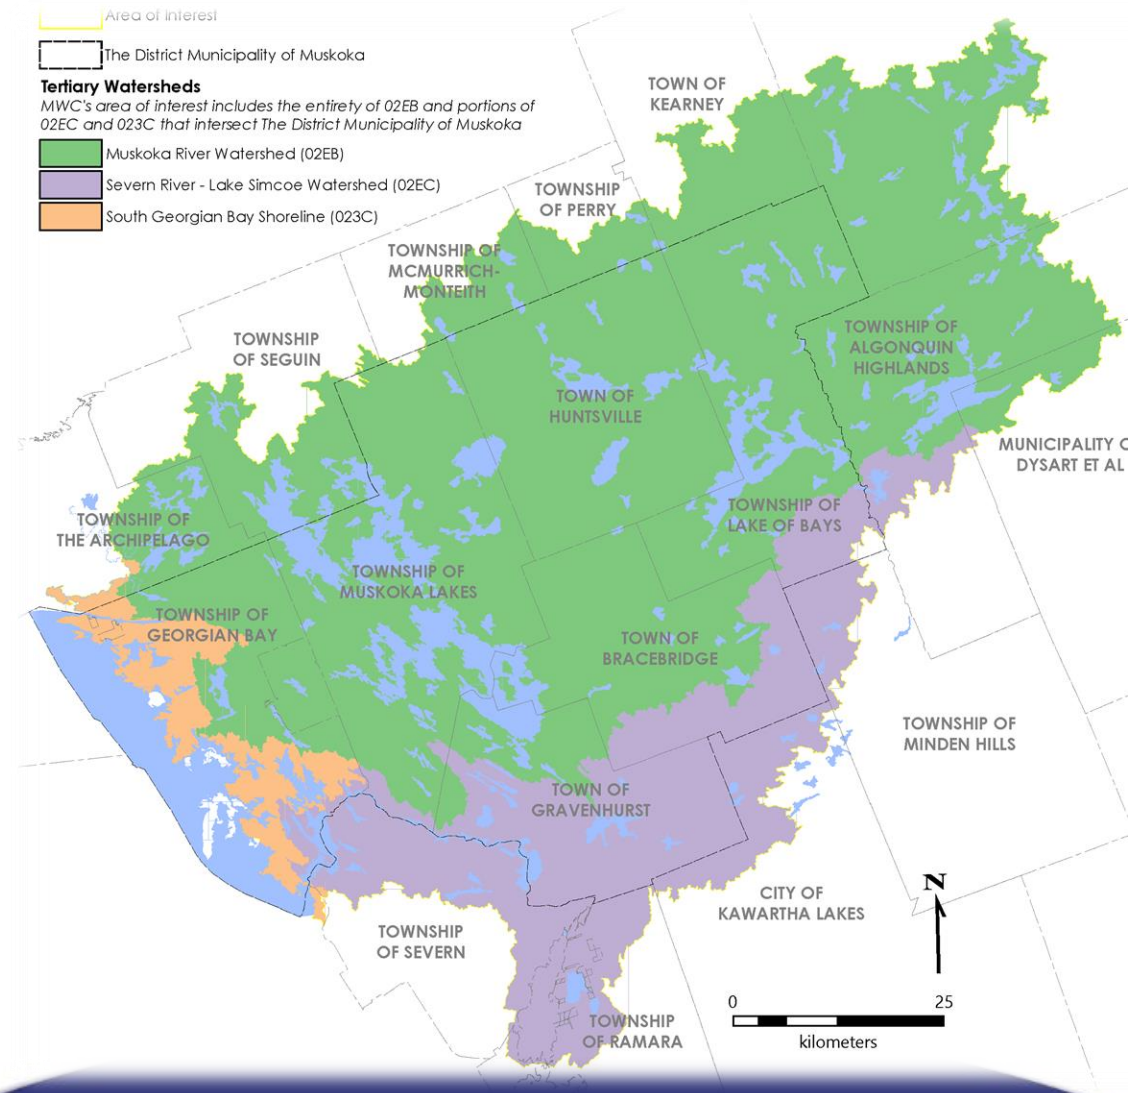 Area of Interest
The District Municipality of Muskoka
Tertiary Watersheds
MWC's area of interest includes the entirety of 02EB and portions of
02EC and 023C that intersect The District Municipality of Muskoka
Muskoka River Watershed (02EB)
Severn River - Lake Simcoe Watershed (02EC)
South Georgian Bay Shoreline (023C)
TOWN OF
KEARNEY
TOWNSHIP
OF PERRY
TOWNSHIP OF
MCMURRICH-
MONTEITH
TOWNSHIP
OF SEGUIN
TOWNSHIP OF
ALGONQUIN
HIGHLANDS
TOWN OF
HUNTSVILLE
MUNICIPALITY O
DYSART ET AL
TOWNSHIP OF
LAKE OF BAYS
TOWNSHIP OF
THE ARCHIPELAGO
TOWNSHIP OF
MUSKOKA LAKES
TOWNSHIP OF
GEORGIAN BAY
TOWN OF
BRACEBRIDGE
TOWNSHIP OF
MINDEN HILLS
TOWN OF
GRAVENHURST
CITY OF
KAWARTHA LAKES
N
TOWNSHIP
OF SEVERN
0 25
kilometers
TOWNSHIP
OF RAMARA